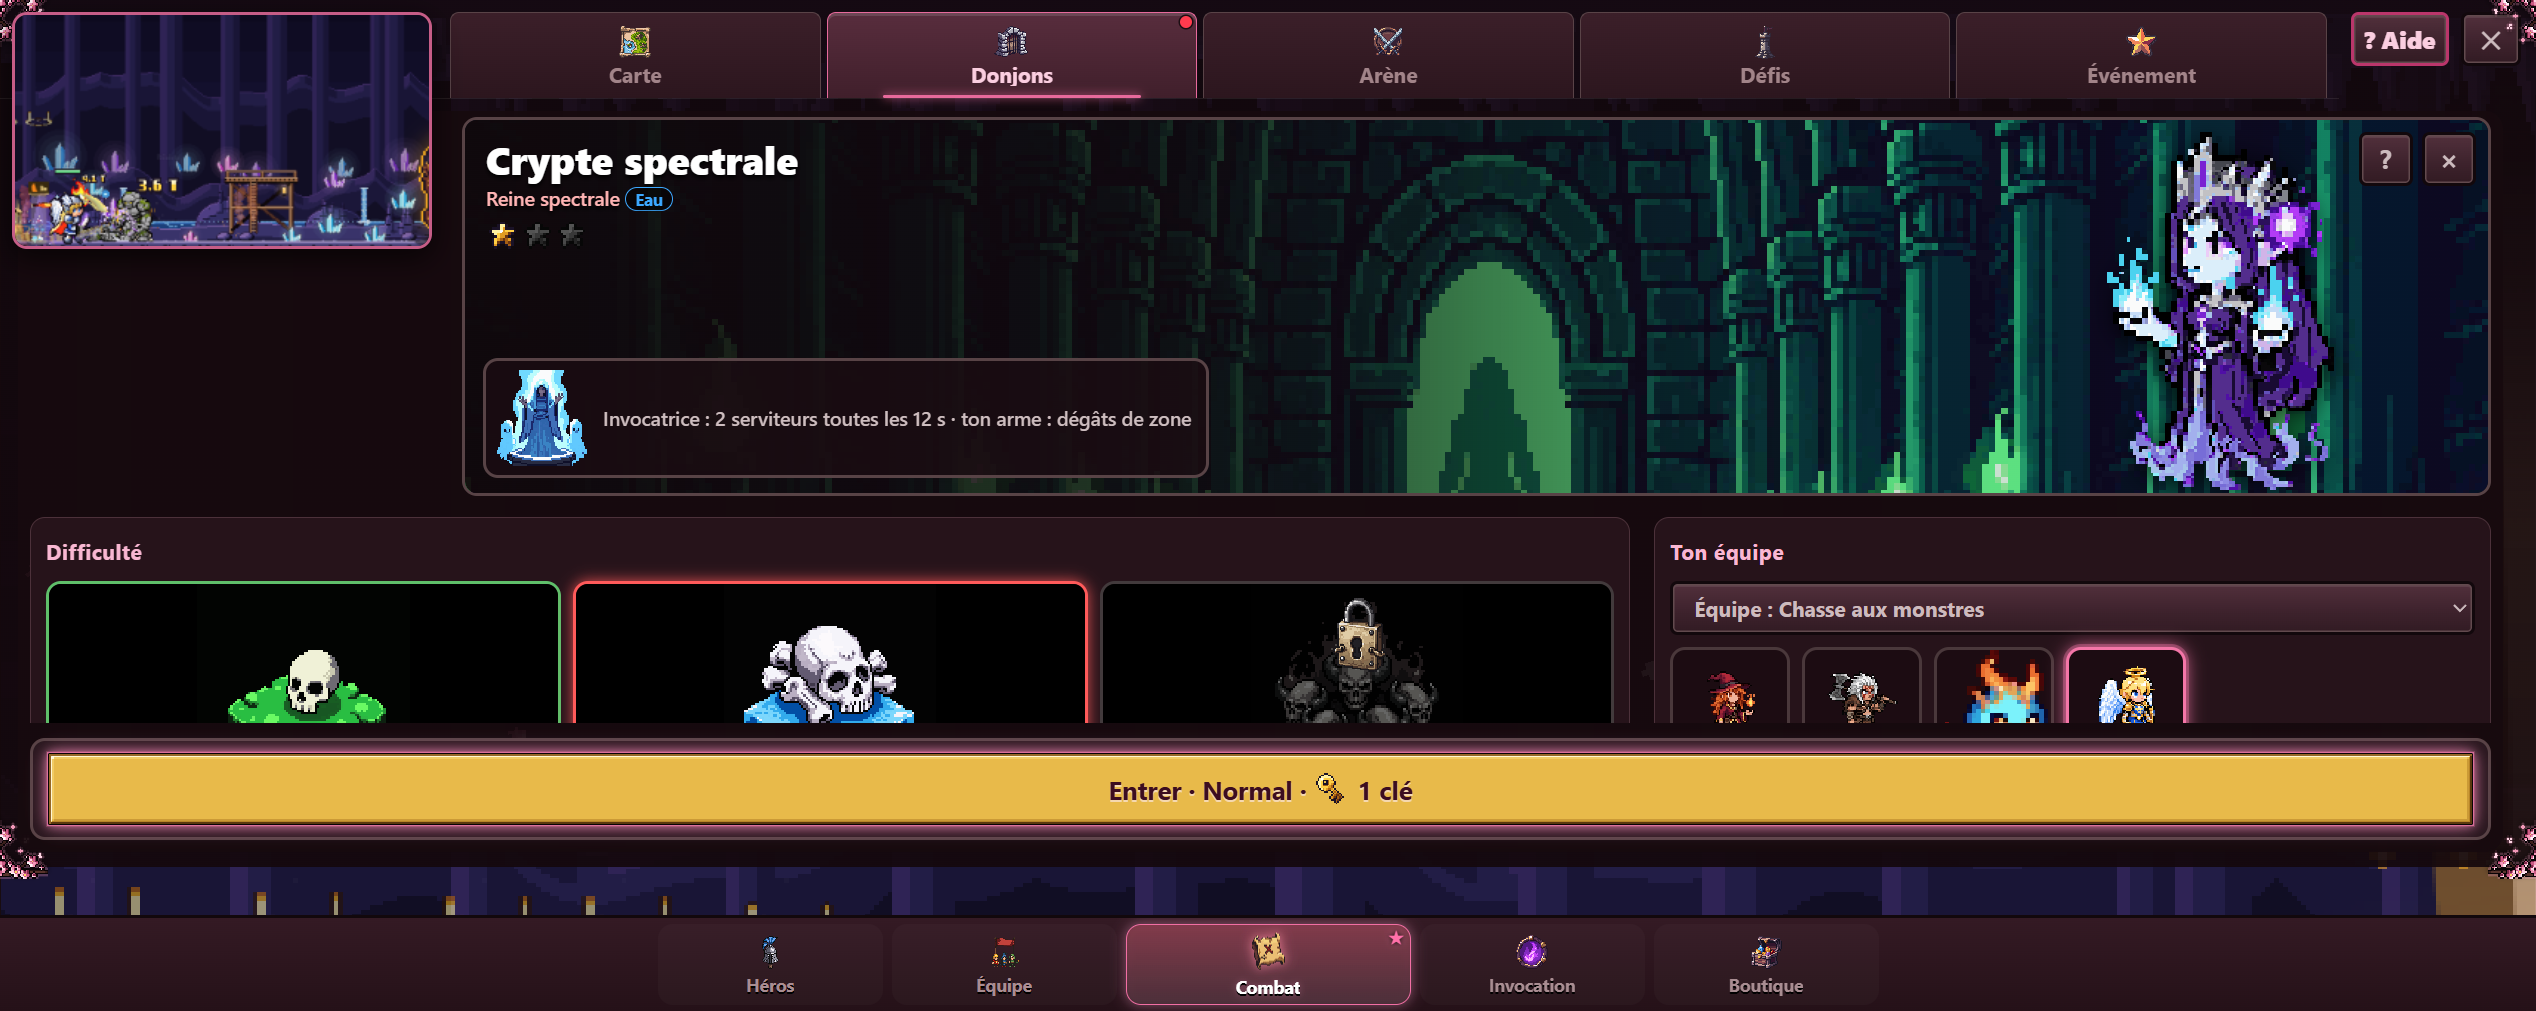 Carte
Donjons
Arène
Défis
Événement
? Aide
Crypte spectrale
Reine spectrale Eau
?
Invocatrice : 2 serviteurs toutes les 12 s · ton arme : dégâts de zone
3.6 T
Difficulté
Ton équipe
Équipe : Chasse aux monstres
Entrer · Normal · 1 clé
Héros
Équipe
Combat
Invocation
Boutique